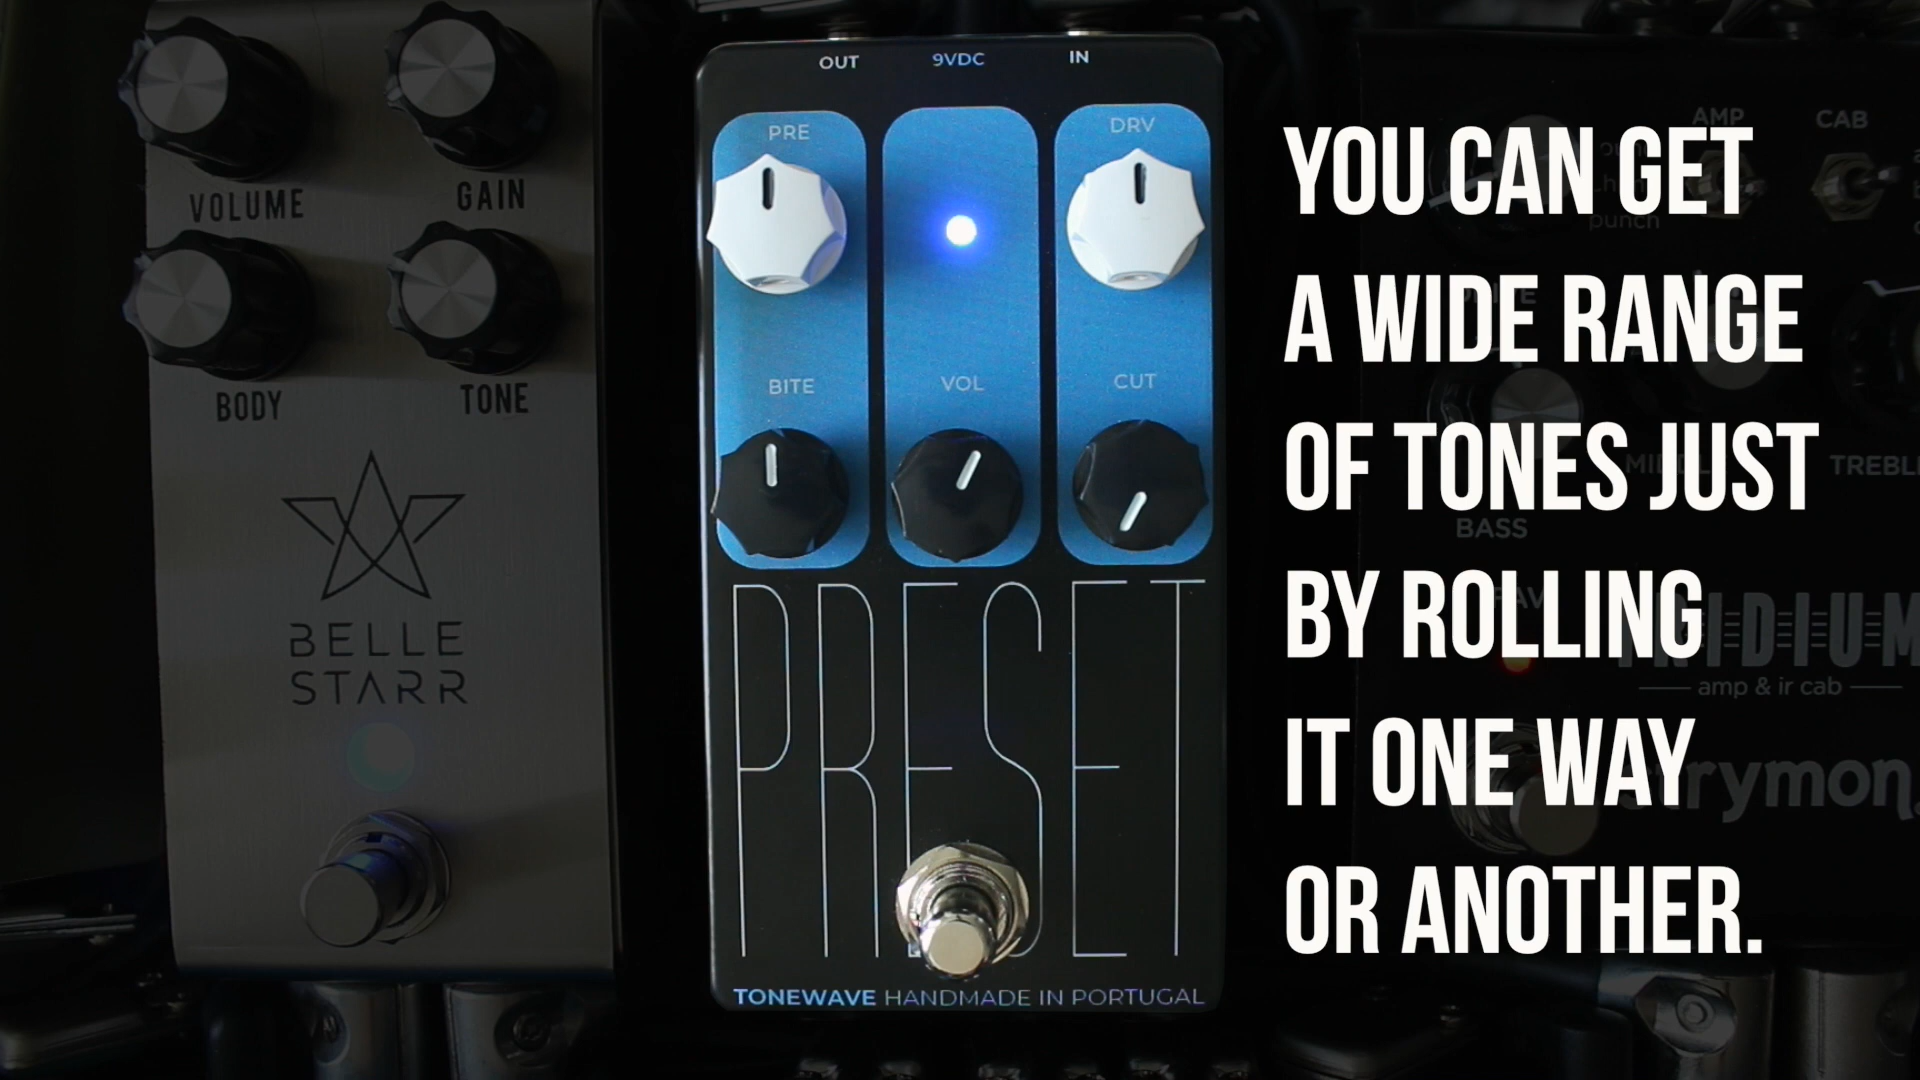 OUT 9VDC IN
PRE DRV
BITE VOL CUT
PRESET
TONEWAVE HANDMADE IN PORTUGAL
VOLUME GAIN
BODY TONE
BELLE
STARR
YOU CAN GET
A WIDE RANGE
OF TONES JUST
BY ROLLING
IT ONE WAY
OR ANOTHER.
AMP CAB
punch
BASS
amp & ir cab